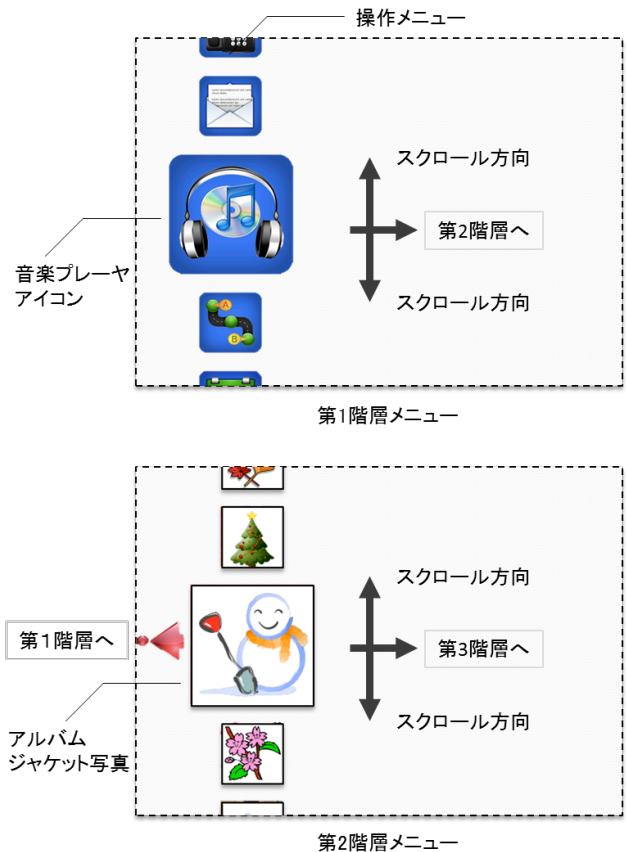 操作メニュー
スクロール方向
第2階層へ
音楽プレーヤ
アイコン
A
B
スクロール方向
第1階層メニュー
スクロール方向
第１階層へ
第3階層へ
アルバム
ジャケット写真
スクロール方向
第2階層メニュー